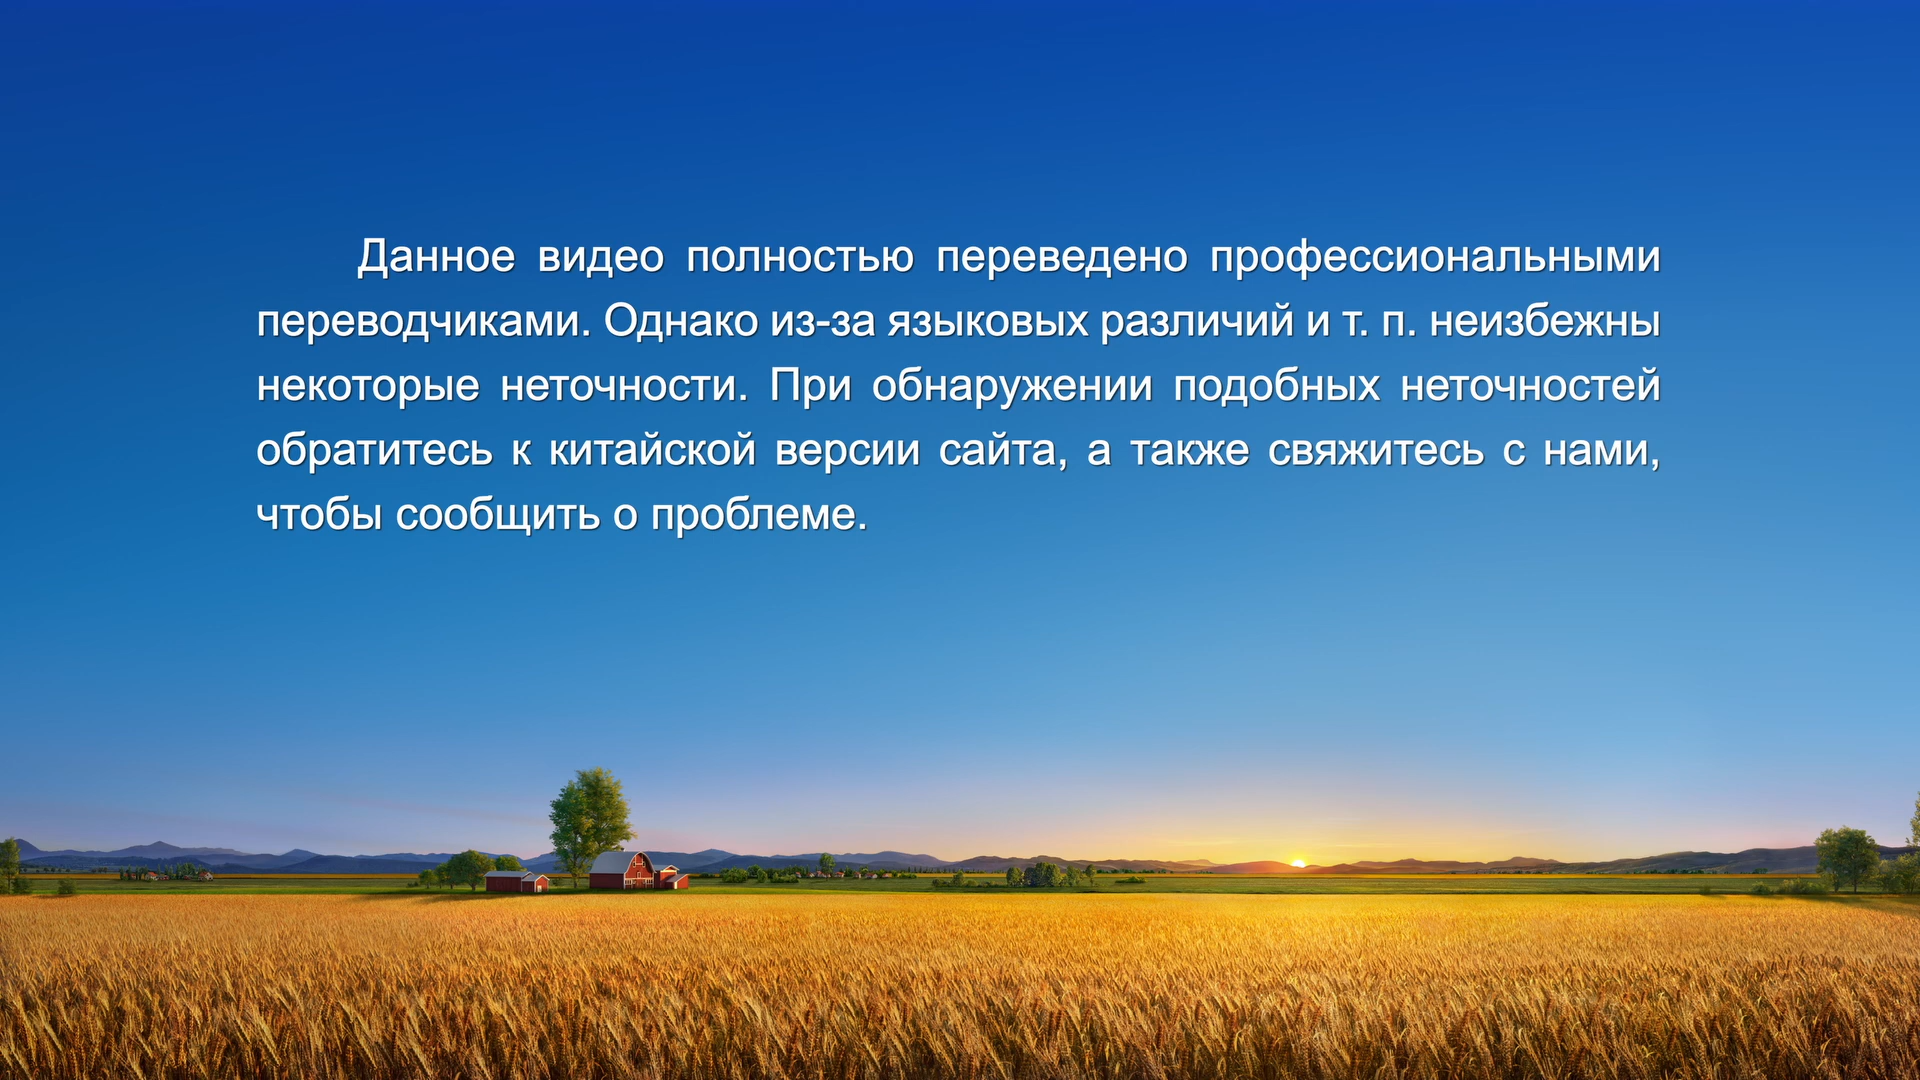 Данное видео полностью переведено профессиональными
переводчиками. Однако из-за языковых различий и т. п. неизбежны
некоторые неточности. При обнаружении подобных неточностей
обратитесь к китайской версии сайта, а также свяжитесь с нами,
чтобы сообщить о проблеме.